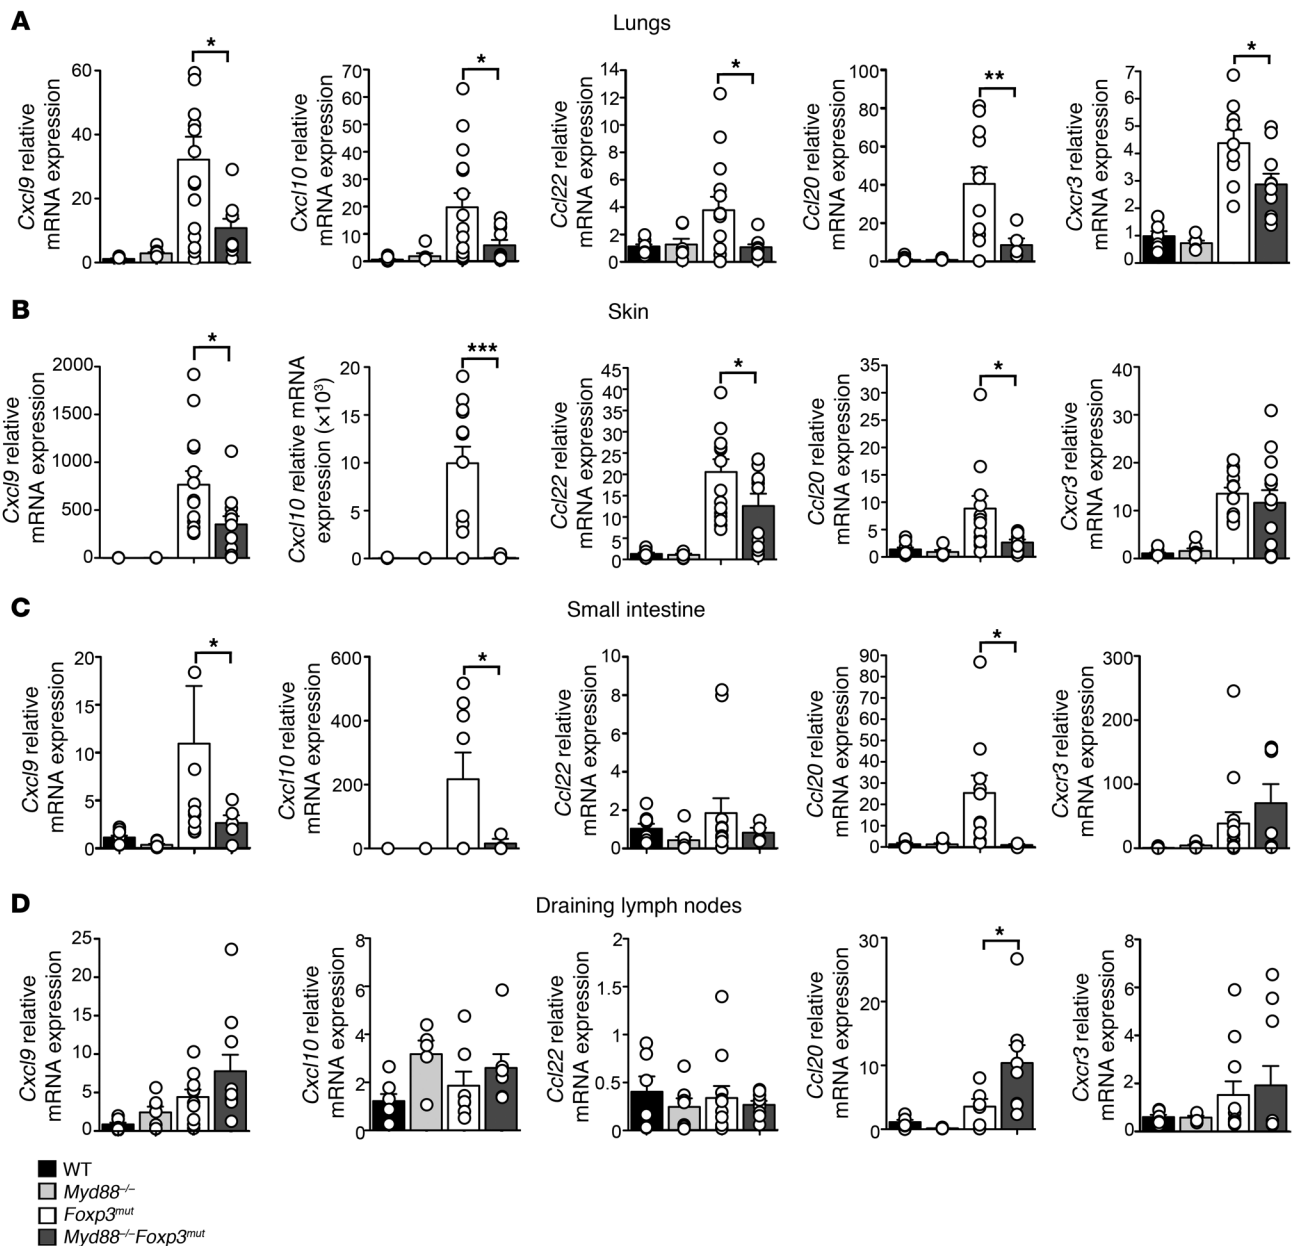 A
Lungs
Cxcl9 relative
mRNA expression
60
40
20
0
*
Cxcl10 relative
mRNA expression
70
60
50
40
30
20
10
0
*
Ccl22 relative
mRNA expression
14
12
10
8
6
4
2
0
*
Ccl20 relative
mRNA expression
100
80
60
40
20
0
**
Cxcr3 relative
mRNA expression
7
6
5
4
3
2
1
0
*
B
Skin
Cxcl9 relative
mRNA expression
2000
1500
1000
500
0
*
Cxcl10 relative mRNA
expression (×10³)
20
15
10
5
0
***
Ccl22 relative
mRNA expression
45
40
35
30
25
20
15
10
5
0
*
Ccl20 relative
mRNA expression
35
30
25
20
15
10
5
0
*
Cxcr3 relative
mRNA expression
40
30
20
10
0
C
Small intestine
Cxcl9 relative
mRNA expression
20
15
10
5
0
*
Cxcl10 relative
mRNA expression
600
400
200
0
*
Ccl22 relative
mRNA expression
10
8
6
4
2
0
Ccl20 relative
mRNA expression
90
80
70
60
50
40
30
20
10
0
*
Cxcr3 relative
mRNA expression
300
200
100
0
D
Draining lymph nodes
Cxcl9 relative
mRNA expression
25
20
15
10
5
0
Cxcl10 relative
mRNA expression
8
6
4
2
0
Ccl22 relative
mRNA expression
2
1.5
1
0.5
0
Ccl20 relative
mRNA expression
30
20
10
0
*
Cxcr3 relative
mRNA expression
8
6
4
2
0
WT
Myd88⁻/⁻
Foxp3ᵐᵘᵗ
Myd88⁻/⁻Foxp3ᵐᵘᵗ